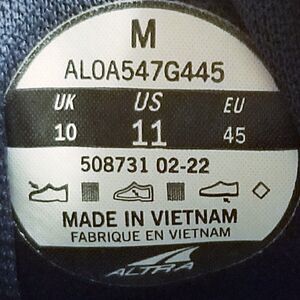 M
ALOA547G445
UK US EU
10 11 45
508731 02-22
MADE IN VIETNAM
FABRIQUE EN VIETNAM
ALTRA